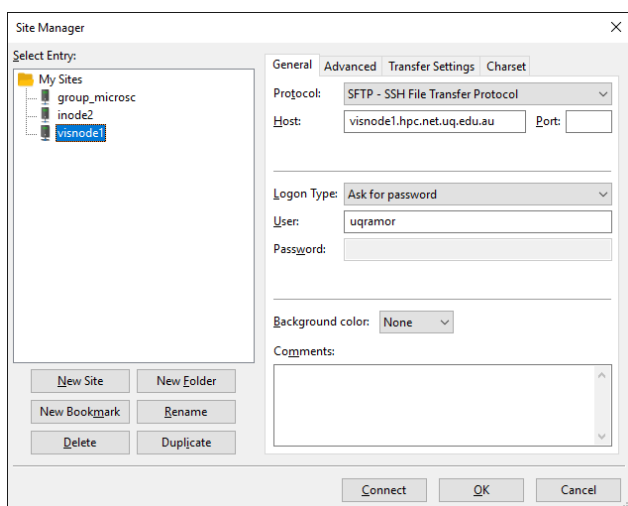 Site Manager
Select Entry:
My Sites
group_microsc
inode2
visnode1
New Site New Folder
New Bookmark Rename
Delete Duplicate
General Advanced Transfer Settings Charset
Protocol: SFTP - SSH File Transfer Protocol
Host: visnode1.hpc.net.uq.edu.au Port:
Logon Type: Ask for password
User: uqramor
Password:
Background color: None
Comments:
Connect OK Cancel